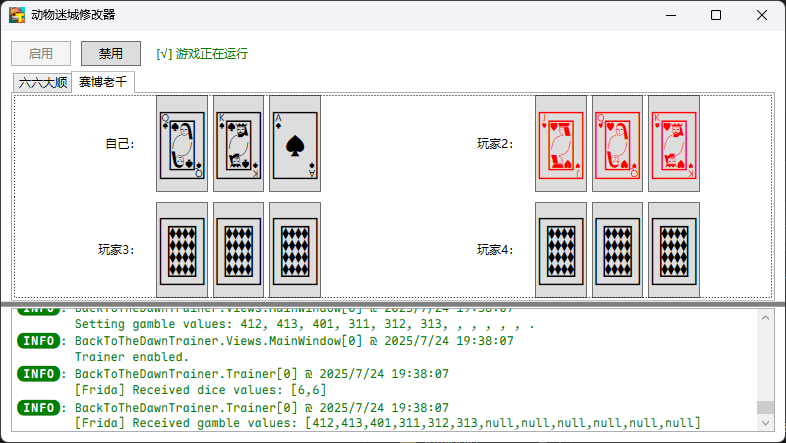 动物迷城修改器
启用 禁用 [√] 游戏正在运行
六六大顺 赛博老千
自己: Q Q K K A A 玩家2: J J Q Q K K
玩家3: 玩家4:
INFO: BackToTheDawnTrainer.Views.MainWindow[0] @ 2025/7/24 19:38:07
Setting gamble values: 412, 413, 401, 311, 312, 313, , , , , , .
INFO: BackToTheDawnTrainer.Views.MainWindow[0] @ 2025/7/24 19:38:07
Trainer enabled.
INFO: BackToTheDawnTrainer.Trainer[0] @ 2025/7/24 19:38:07
[Frida] Received dice values: [6,6]
INFO: BackToTheDawnTrainer.Trainer[0] @ 2025/7/24 19:38:07
[Frida] Received gamble values: [412,413,401,311,312,313,null,null,null,null,null,null]